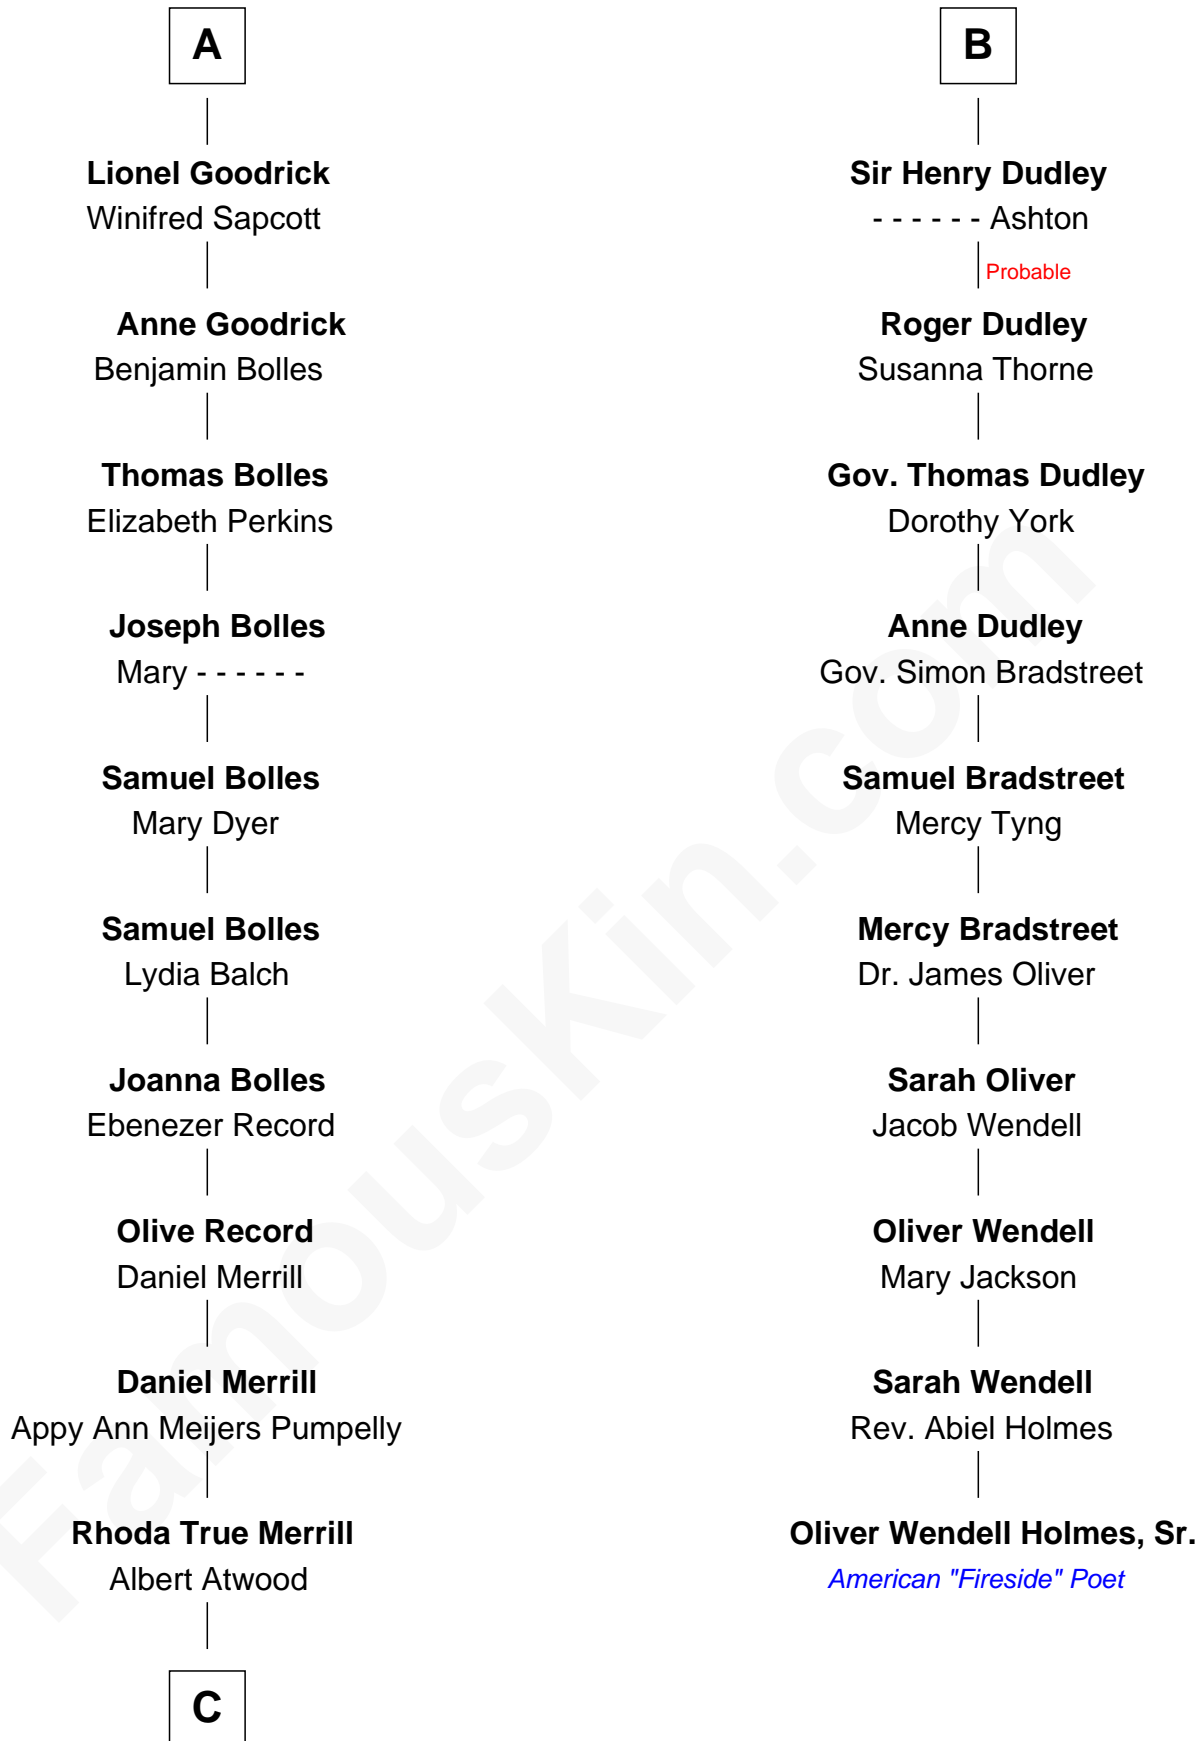 A
Lionel Goodrick
Winifred Sapcott
Anne Goodrick
Benjamin Bolles
Thomas Bolles
Elizabeth Perkins
Joseph Bolles
Mary - - - - - -
Samuel Bolles
Mary Dyer
Samuel Bolles
Lydia Balch
Joanna Bolles
Ebenezer Record
Olive Record
Daniel Merrill
Daniel Merrill
Appy Ann Meijers Pumpelly
Rhoda True Merrill
Albert Atwood
C
B
Sir Henry Dudley
- - - - - - Ashton
Probable
Roger Dudley
Susanna Thorne
Gov. Thomas Dudley
Dorothy York
Anne Dudley
Gov. Simon Bradstreet
Samuel Bradstreet
Mercy Tyng
Mercy Bradstreet
Dr. James Oliver
Sarah Oliver
Jacob Wendell
Oliver Wendell
Mary Jackson
Sarah Wendell
Rev. Abiel Holmes
Oliver Wendell Holmes, Sr.
American "Fireside" Poet
FamousKin.com